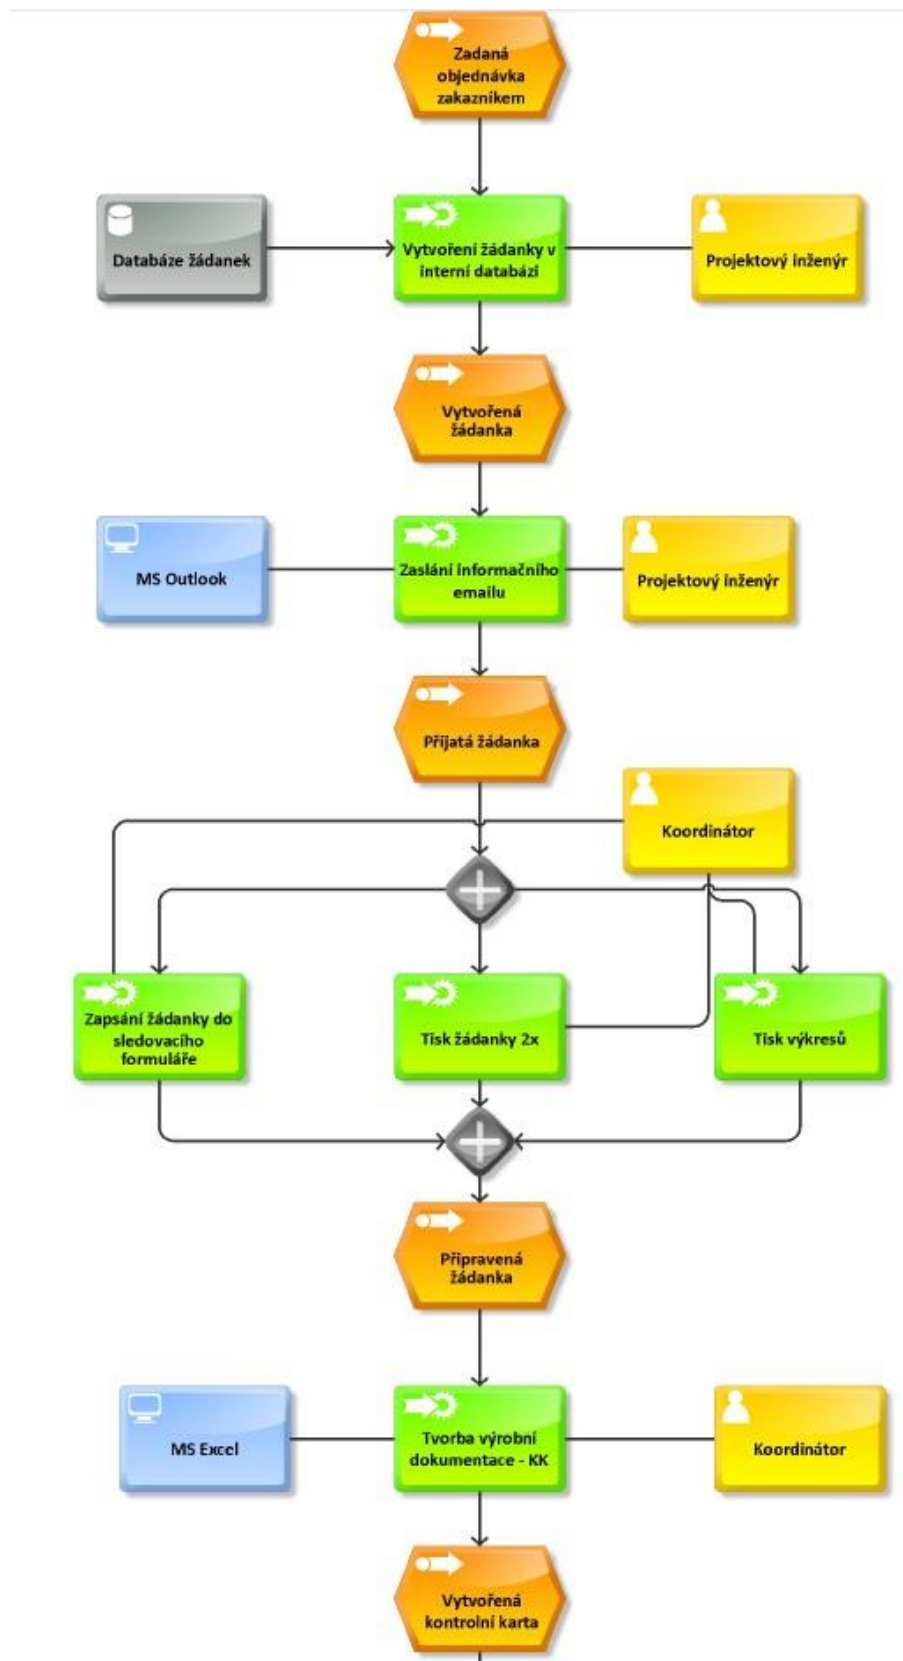 Zadaná
objednávka
zakazníkem
Databáze žádanek
Vytvoření žádanky v
interní databázi
Projektový inženýr
Vytvořená
žádanka
MS Outlook
Zaslání informačního
emailu
Projektový inženýr
Přijatá žádanka
Koordinátor
Zapsání žádanky do
sledovacího
formuláře
Tisk žádanky 2x
Tisk výkresů
Připravená
žádanka
MS Excel
Tvorba výrobní
dokumentace - KK
Koordinátor
Vytvořená
kontrolní karta